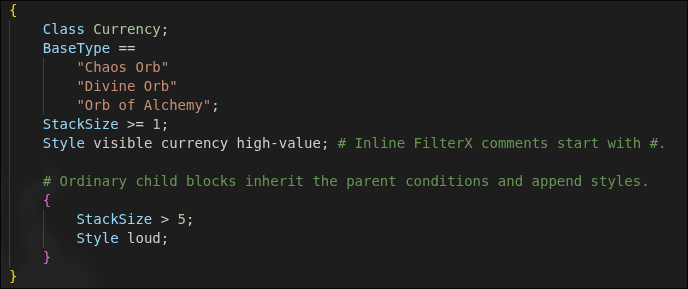 {
    Class Currency;
    BaseType ==
        "Chaos Orb"
        "Divine Orb"
        "Orb of Alchemy";
    StackSize >= 1;
    Style visible currency high-value; # Inline FilterX comments start with #.

    # Ordinary child blocks inherit the parent conditions and append styles.
    {
        StackSize > 5;
        Style loud;
    }
}